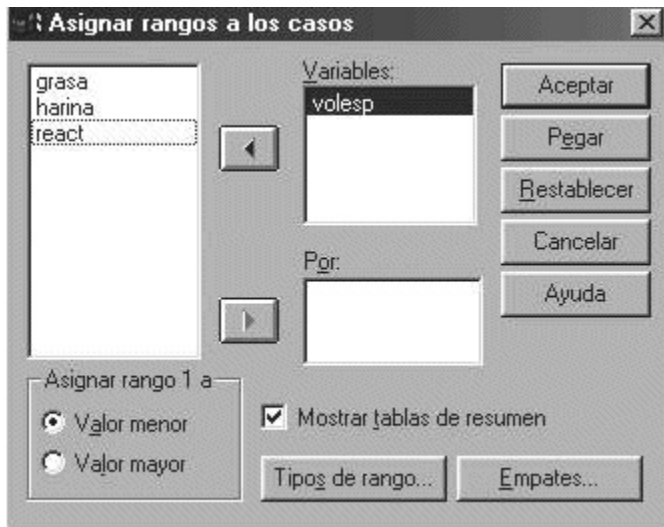 Asignar rangos a los casos
grasa
harina
react
Variables:
volesp
Por:
Aceptar
Pegar
Restablecer
Cancelar
Ayuda
Asignar rango 1 a
Valor menor
Valor mayor
Mostrar tablas de resumen
Tipos de rango...
Empates...